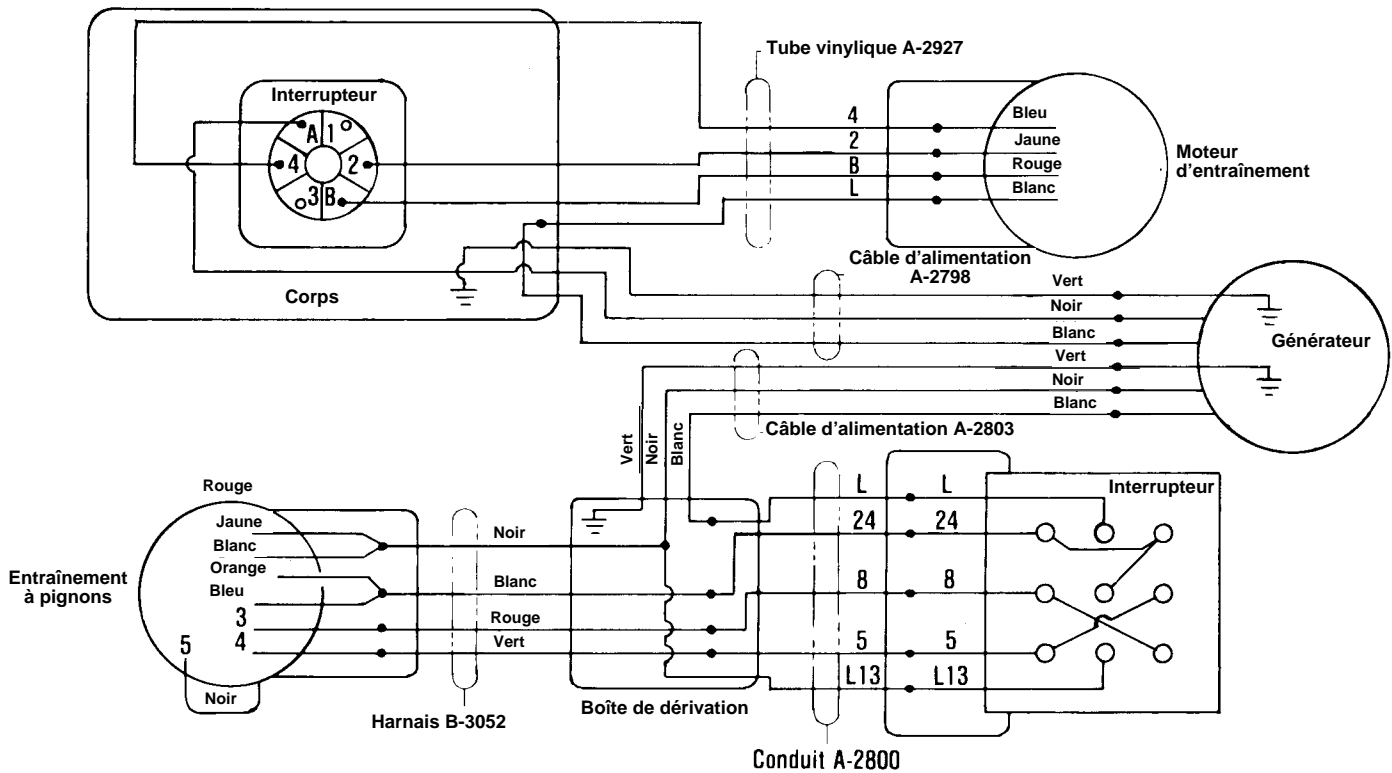 Tube vinylique A-2927
Interrupteur
A
1
4
2
3
B
Corps
4
2
B
L
Bleu
Jaune
Rouge
Blanc
Moteur
d'entraînement
Câble d'alimentation
A-2798
Vert
Noir
Blanc
Vert
Noir
Blanc
Générateur
Câble d'alimentation A-2803
Vert
Noir
Blanc
Rouge
Jaune
Blanc
Orange
Bleu
3
4
5
Noir
Entraînement
à pignons
Noir
Blanc
Rouge
Vert
Harnais B-3052
Boîte de dérivation
L
L
24
24
8
8
5
5
L13
L13
Interrupteur
Conduit A-2800